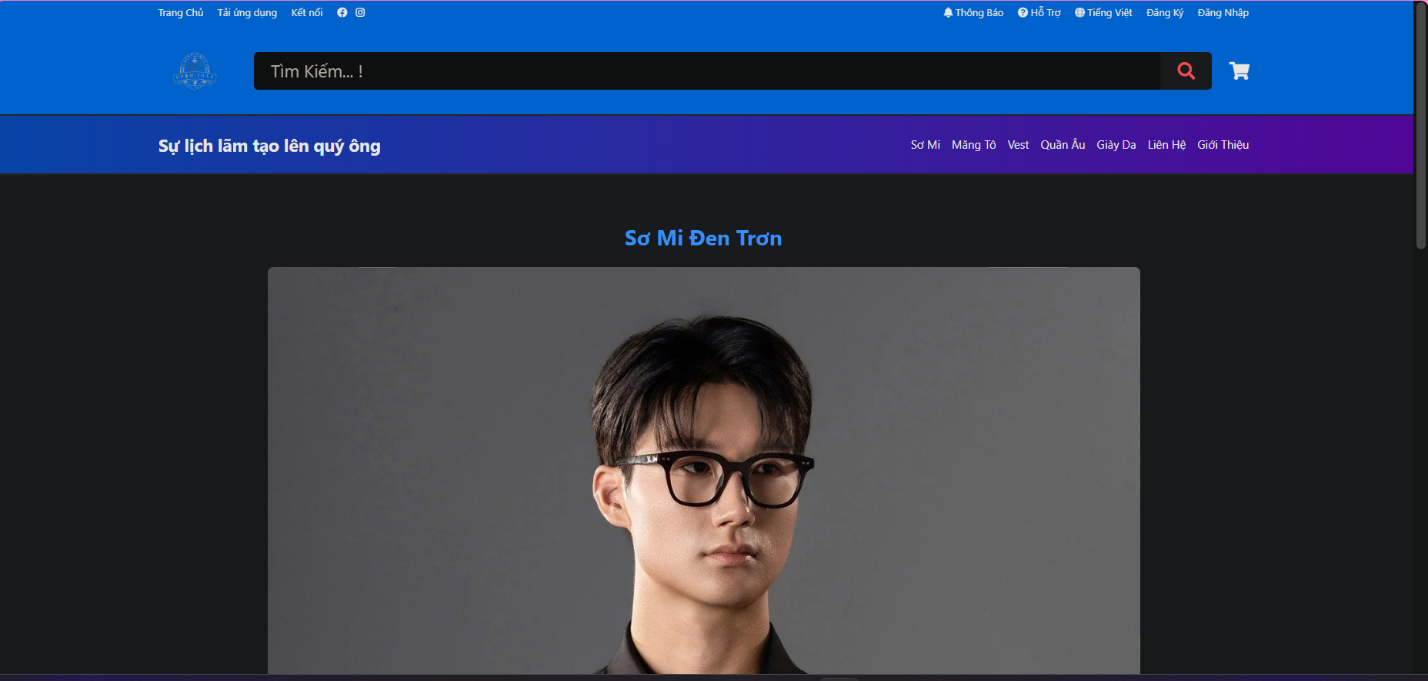 Trang Chủ Tải ứng dụng Kết nối Thông Báo Hỗ Trợ Tiếng Việt Đăng Ký Đăng Nhập
Tìm Kiếm... !
Sự lịch lãm tạo lên quý ông Sơ Mi Măng Tô Vest Quần Âu Giày Da Liên Hệ Giới Thiệu
Sơ Mi Đen Trơn